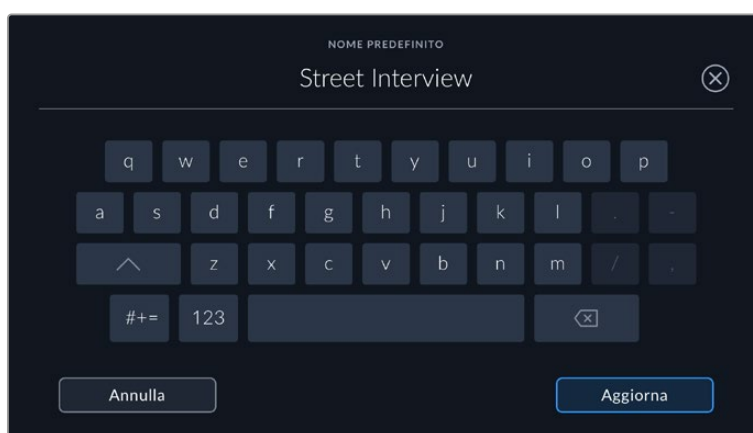 NOME PREDEFINITO
Street Interview
q w e r t y u i o p
a s d f g h j k l . -
z x c v b n m / ,
#+= 123
Annulla Aggiorna